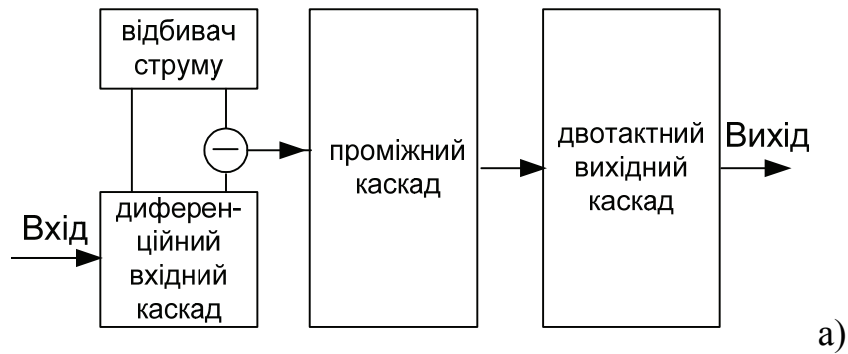 відбивач
струму
Вхід
диферен-
ційний
вхідний
каскад
проміжний
каскад
двотактний
вихідний
каскад
Вихід
а)